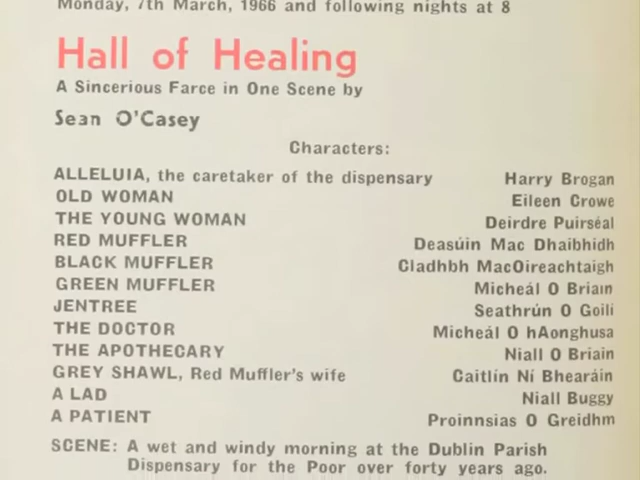 Monday, 7th March, 1966 and following nights at 8
Hall of Healing
A Sincerious Farce in One Scene by
Sean O'Casey
Characters:
ALLELUIA, the caretaker of the dispensary Harry Brogan
OLD WOMAN Eileen Crowe
THE YOUNG WOMAN Deirdre Puirséal
RED MUFFLER Deasúin Mac Dhaibhidh
BLACK MUFFLER Cladhbh MacOireachtaigh
GREEN MUFFLER Micheál O Briain
JENTREE Seathrún O Goili
THE DOCTOR Micheál O hAonghusa
THE APOTHECARY Niall O Briain
GREY SHAWL, Red Muffler's wife Caitlín Ní Bhearáin
A LAD Niall Buggy
A PATIENT Proinnsias O Greidhm
SCENE: A wet and windy morning at the Dublin Parish
Dispensary for the Poor over forty years ago.